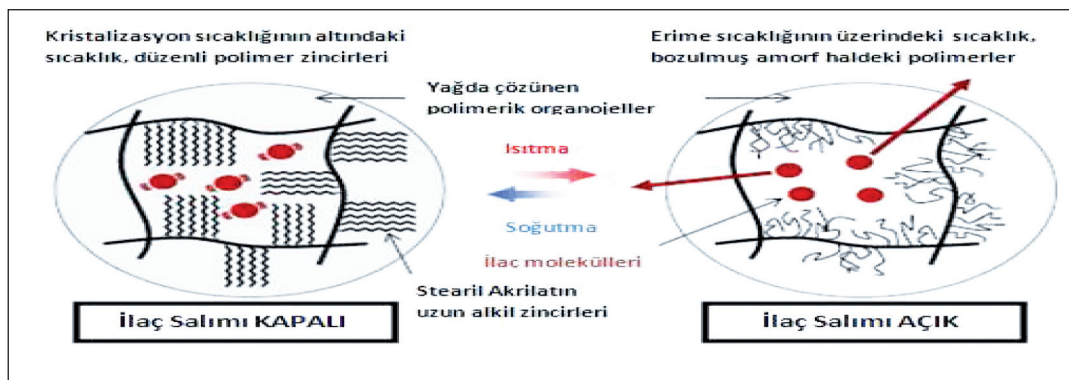 Kristalizasyon sıcaklığının altındaki
sıcaklık, düzenli polimer zincirleri
Erime sıcaklığının üzerindeki sıcaklık,
bozulmuş amorf haldeki polimerler
Yağda çözünen
polimerik organojeller
Isıtma
Soğutma
İlaç molekülleri
Stearil Akrilatın
uzun alkil zincirleri
İlaç Salımı KAPALI
İlaç Salımı AÇIK